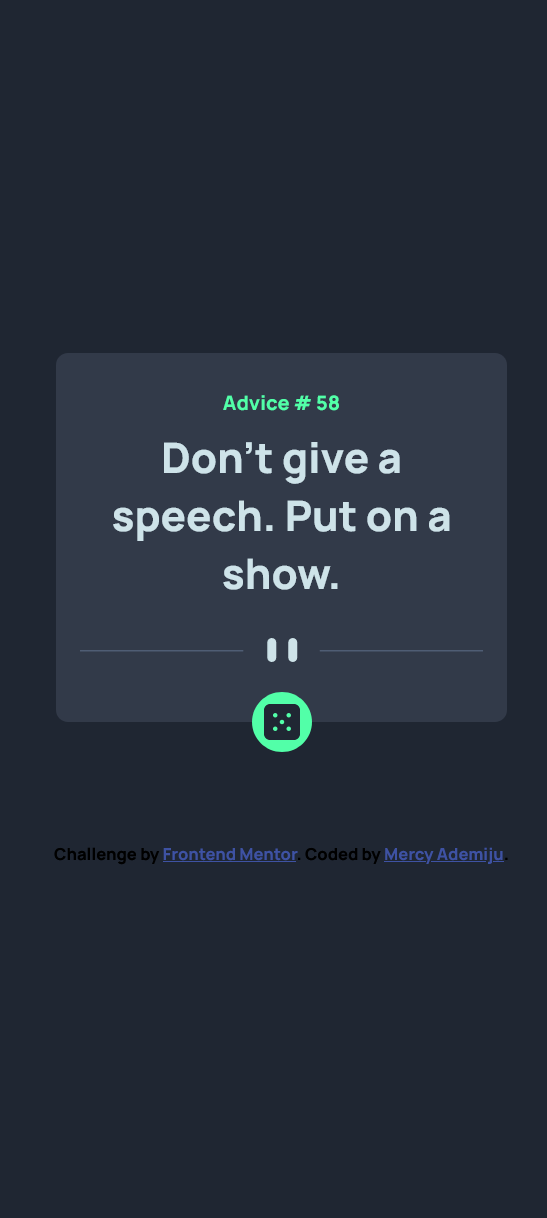 Advice # 58
Don’t give a
speech. Put on a
show.
Challenge by Frontend Mentor. Coded by Mercy Ademiju.